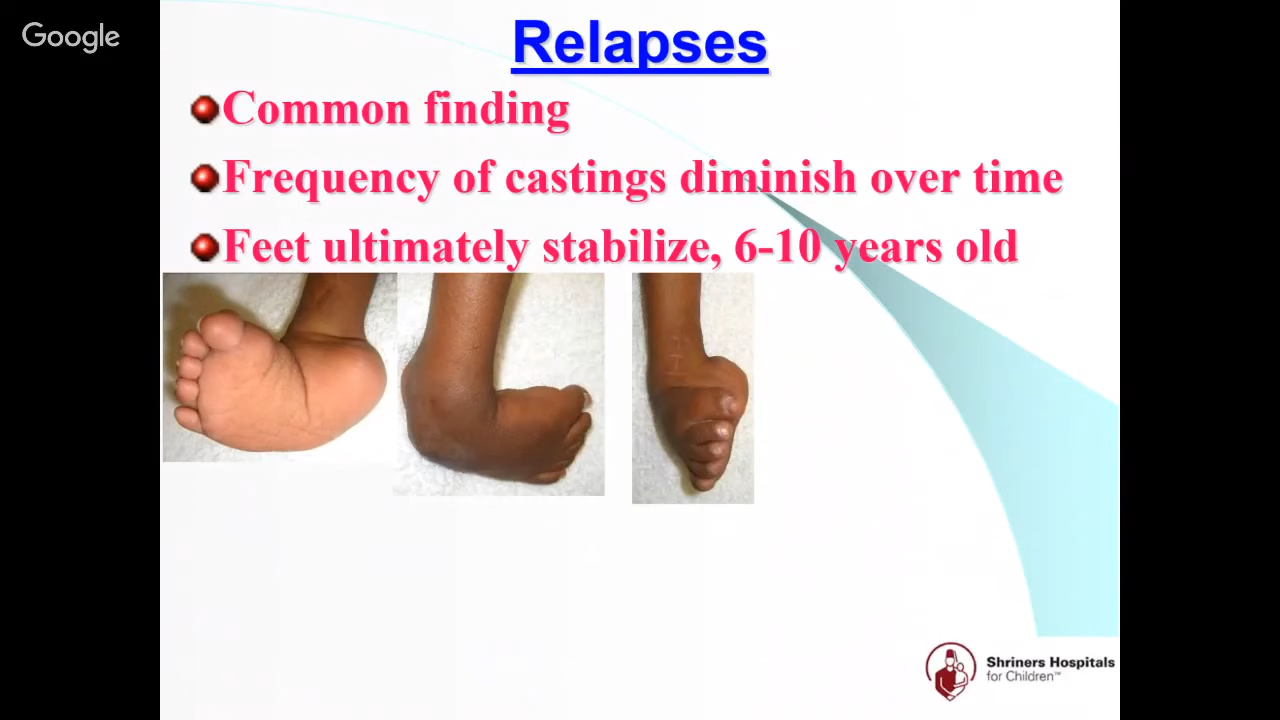 Google
Relapses
Common finding
Frequency of castings diminish over time
Feet ultimately stabilize, 6-10 years old
Shriners Hospitals
for Children™